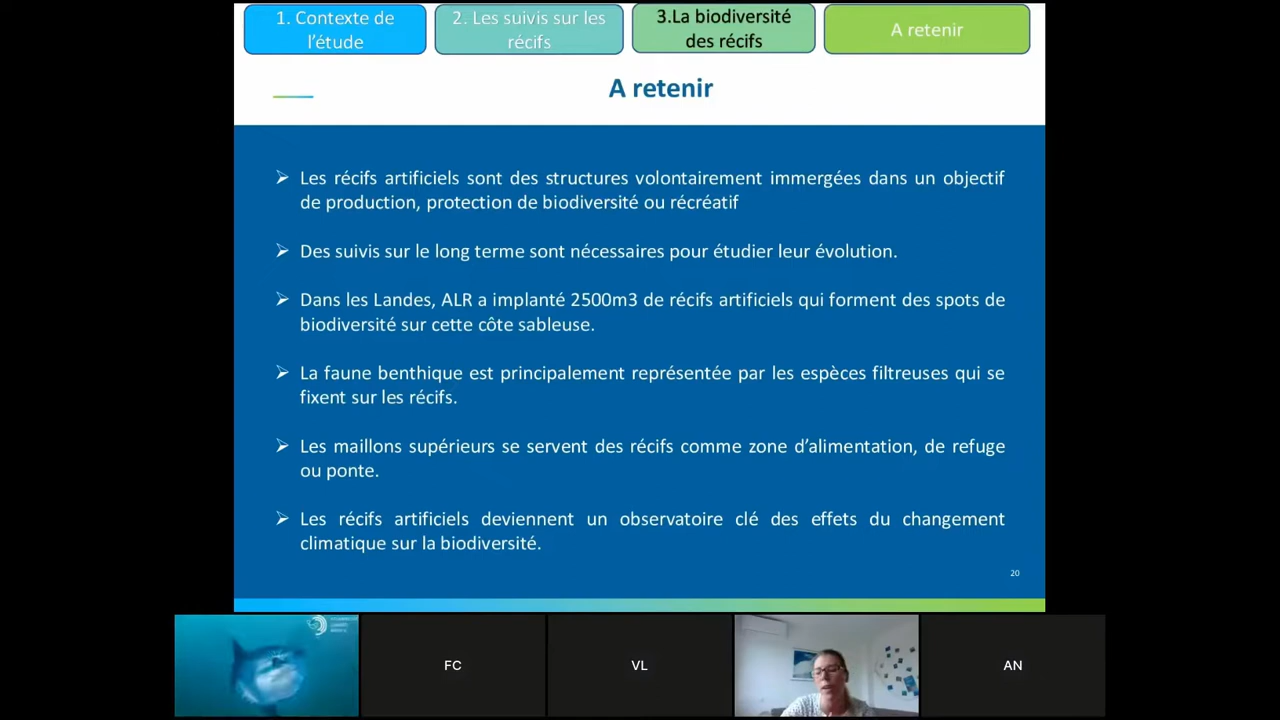 1. Contexte de
l'étude
2. Les suivis sur les
récifs
3.La biodiversité
des récifs
A retenir
A retenir
Les récifs artificiels sont des structures volontairement immergées dans un objectif
de production, protection de biodiversité ou récréatif
Des suivis sur le long terme sont nécessaires pour étudier leur évolution.
Dans les Landes, ALR a implanté 2500m3 de récifs artificiels qui forment des spots de
biodiversité sur cette côte sableuse.
La faune benthique est principalement représentée par les espèces filtreuses qui se
fixent sur les récifs.
Les maillons supérieurs se servent des récifs comme zone d'alimentation, de refuge
ou ponte.
Les récifs artificiels deviennent un observatoire clé des effets du changement
climatique sur la biodiversité.
20
FC
VL
AN